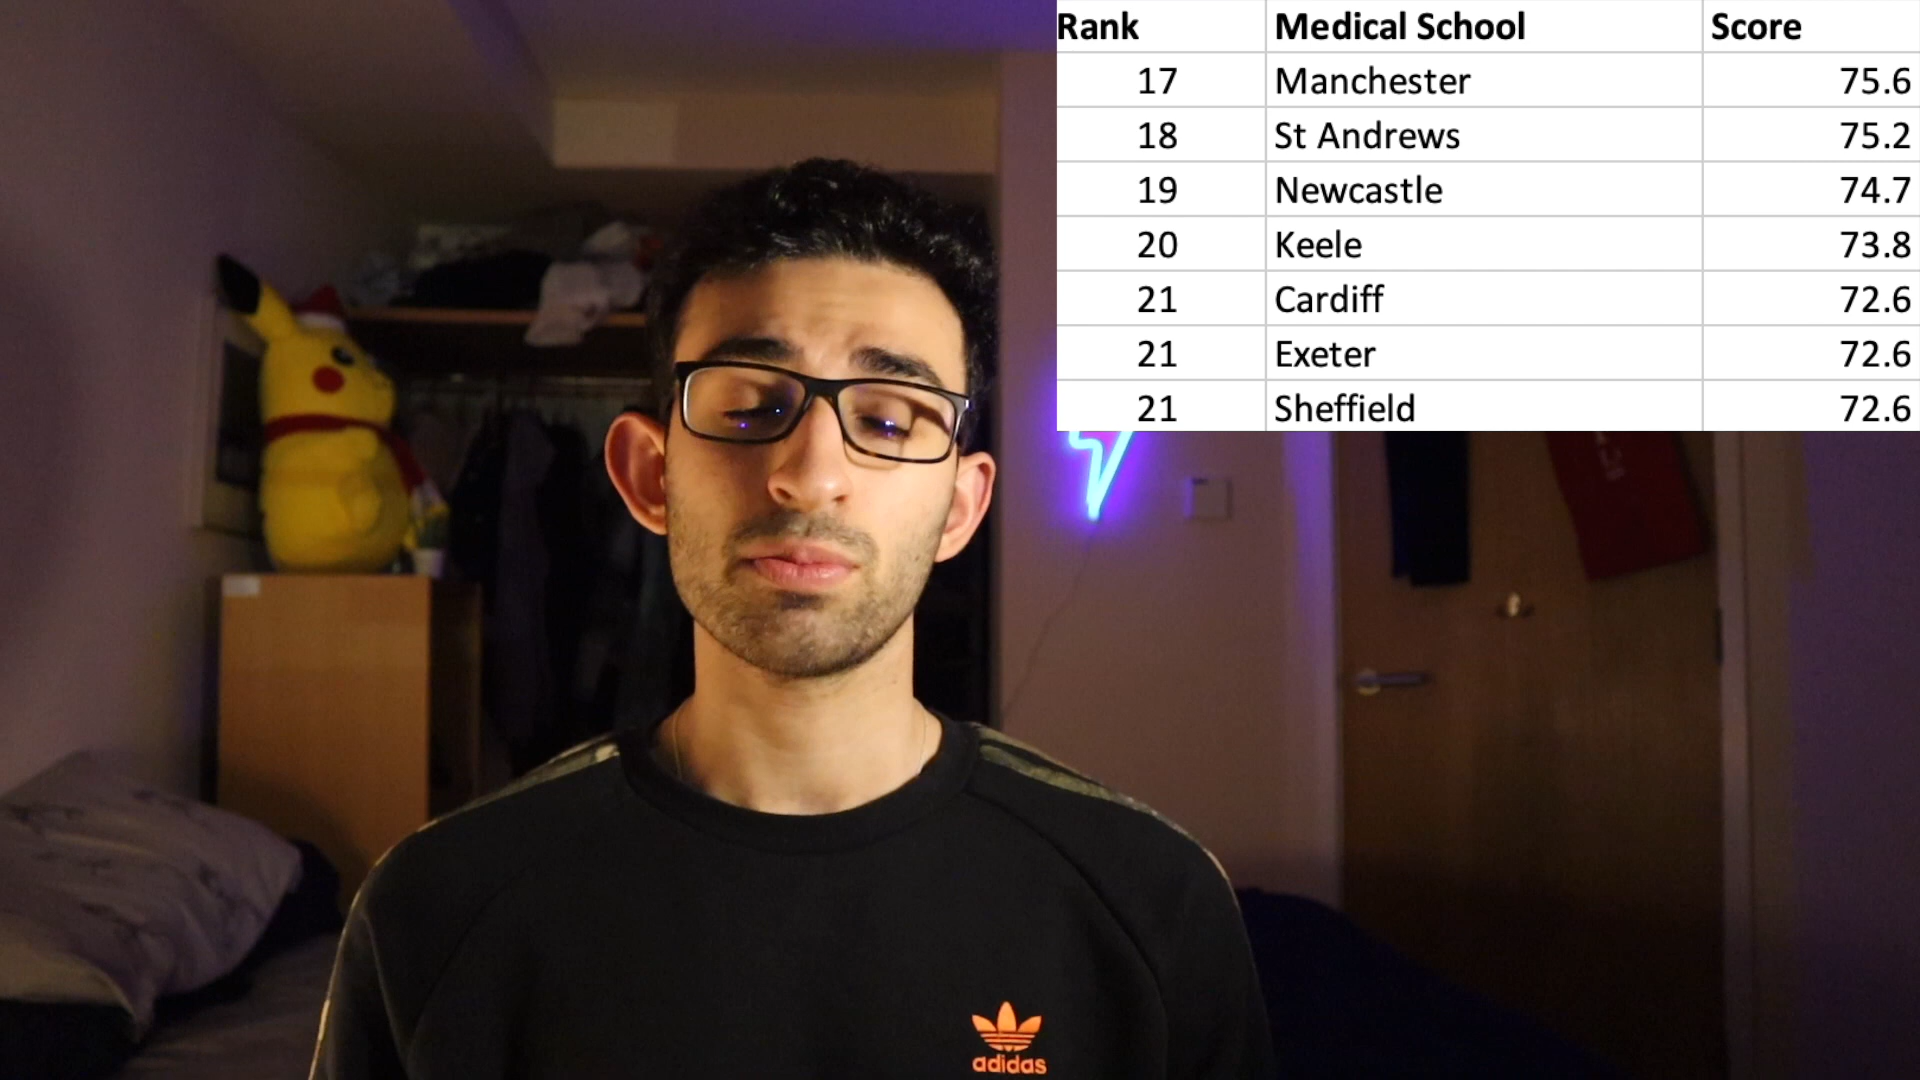 Rank Medical School Score
17 Manchester 75.6
18 St Andrews 75.2
19 Newcastle 74.7
20 Keele 73.8
21 Cardiff 72.6
21 Exeter 72.6
21 Sheffield 72.6
adidas